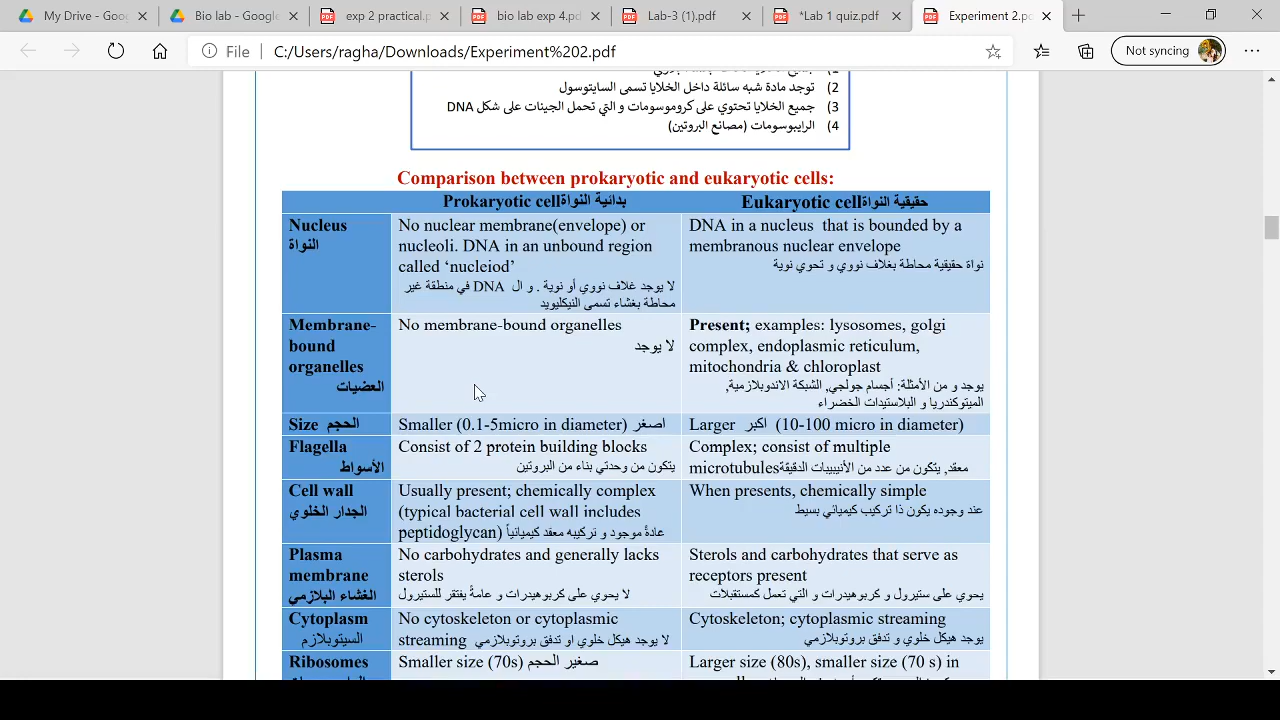 My Drive - Google
Bio lab - Google
exp 2 practical.p
bio lab exp 4.pd
Lab-3 (1).pdf
*Lab 1 quiz.pdf
Experiment 2.p
File
C:/Users/ragha/Downloads/Experiment%202.pdf
Not syncing
2) توجد مادة شبه سائلة داخل الخلايا تسمى السايتوسول
3) جميع الخلايا تحتوي على كروموسومات و التي تحمل الجينات على شكل DNA
4) الرايبوسومات (مصانع البروتين)
Comparison between prokaryotic and eukaryotic cells:
Prokaryotic cell بدائية النواة
Eukaryotic cell حقيقية النواة
Nucleus
النواة
No nuclear membrane(envelope) or
nucleoli. DNA in an unbound region
called ‘nucleiod’
لا يوجد غلاف نووي أو نوية . و ال DNA في منطقة غير
محاطة بغشاء تسمى النيكليويد
DNA in a nucleus that is bounded by a
membranous nuclear envelope
نواة حقيقية محاطة بغلاف نووي و تحوي نوية
Membrane-
bound
organelles
العضيات
No membrane-bound organelles
لا يوجد
Present; examples: lysosomes, golgi
complex, endoplasmic reticulum,
mitochondria & chloroplast
يوجد و من الأمثلة: أجسام جولجي, الشبكة الاندوبلازمية,
الميتوكندريا و البلاستيدات الخضراء
Size الحجم
Smaller (0.1-5micro in diameter) اصغر
Larger اكبر (10-100 micro in diameter)
Flagella
الأسواط
Consist of 2 protein building blocks
يتكون من وحدتي بناء من البروتين
Complex; consist of multiple
microtubules معقد, يتكون من عدد من الأنيبيبات الدقيقة
Cell wall
الجدار الخلوي
Usually present; chemically complex
(typical bacterial cell wall includes
peptidoglycan) عادةً موجود و تركيبه معقد كيميائياً
When presents, chemically simple
عند وجوده يكون ذا تركيب كيميائي بسيط
Plasma
membrane
الغشاء البلازمي
No carbohydrates and generally lacks
sterols
لا يحوي على كربوهيدرات و عامةً يفتقر للستيرول
Sterols and carbohydrates that serve as
receptors present
يحوي على ستيرول و كربوهيدرات و التي تعمل كمستقبلات
Cytoplasm
السيتوبلازم
No cytoskeleton or cytoplasmic
streaming لا يوجد هيكل خلوي او تدفق بروتوبلازمي
Cytoskeleton; cytoplasmic streaming
يوجد هيكل خلوي و تدفق بروتوبلازمي
Ribosomes
Smaller size (70s) صغير الحجم
Larger size (80s), smaller size (70 s) in